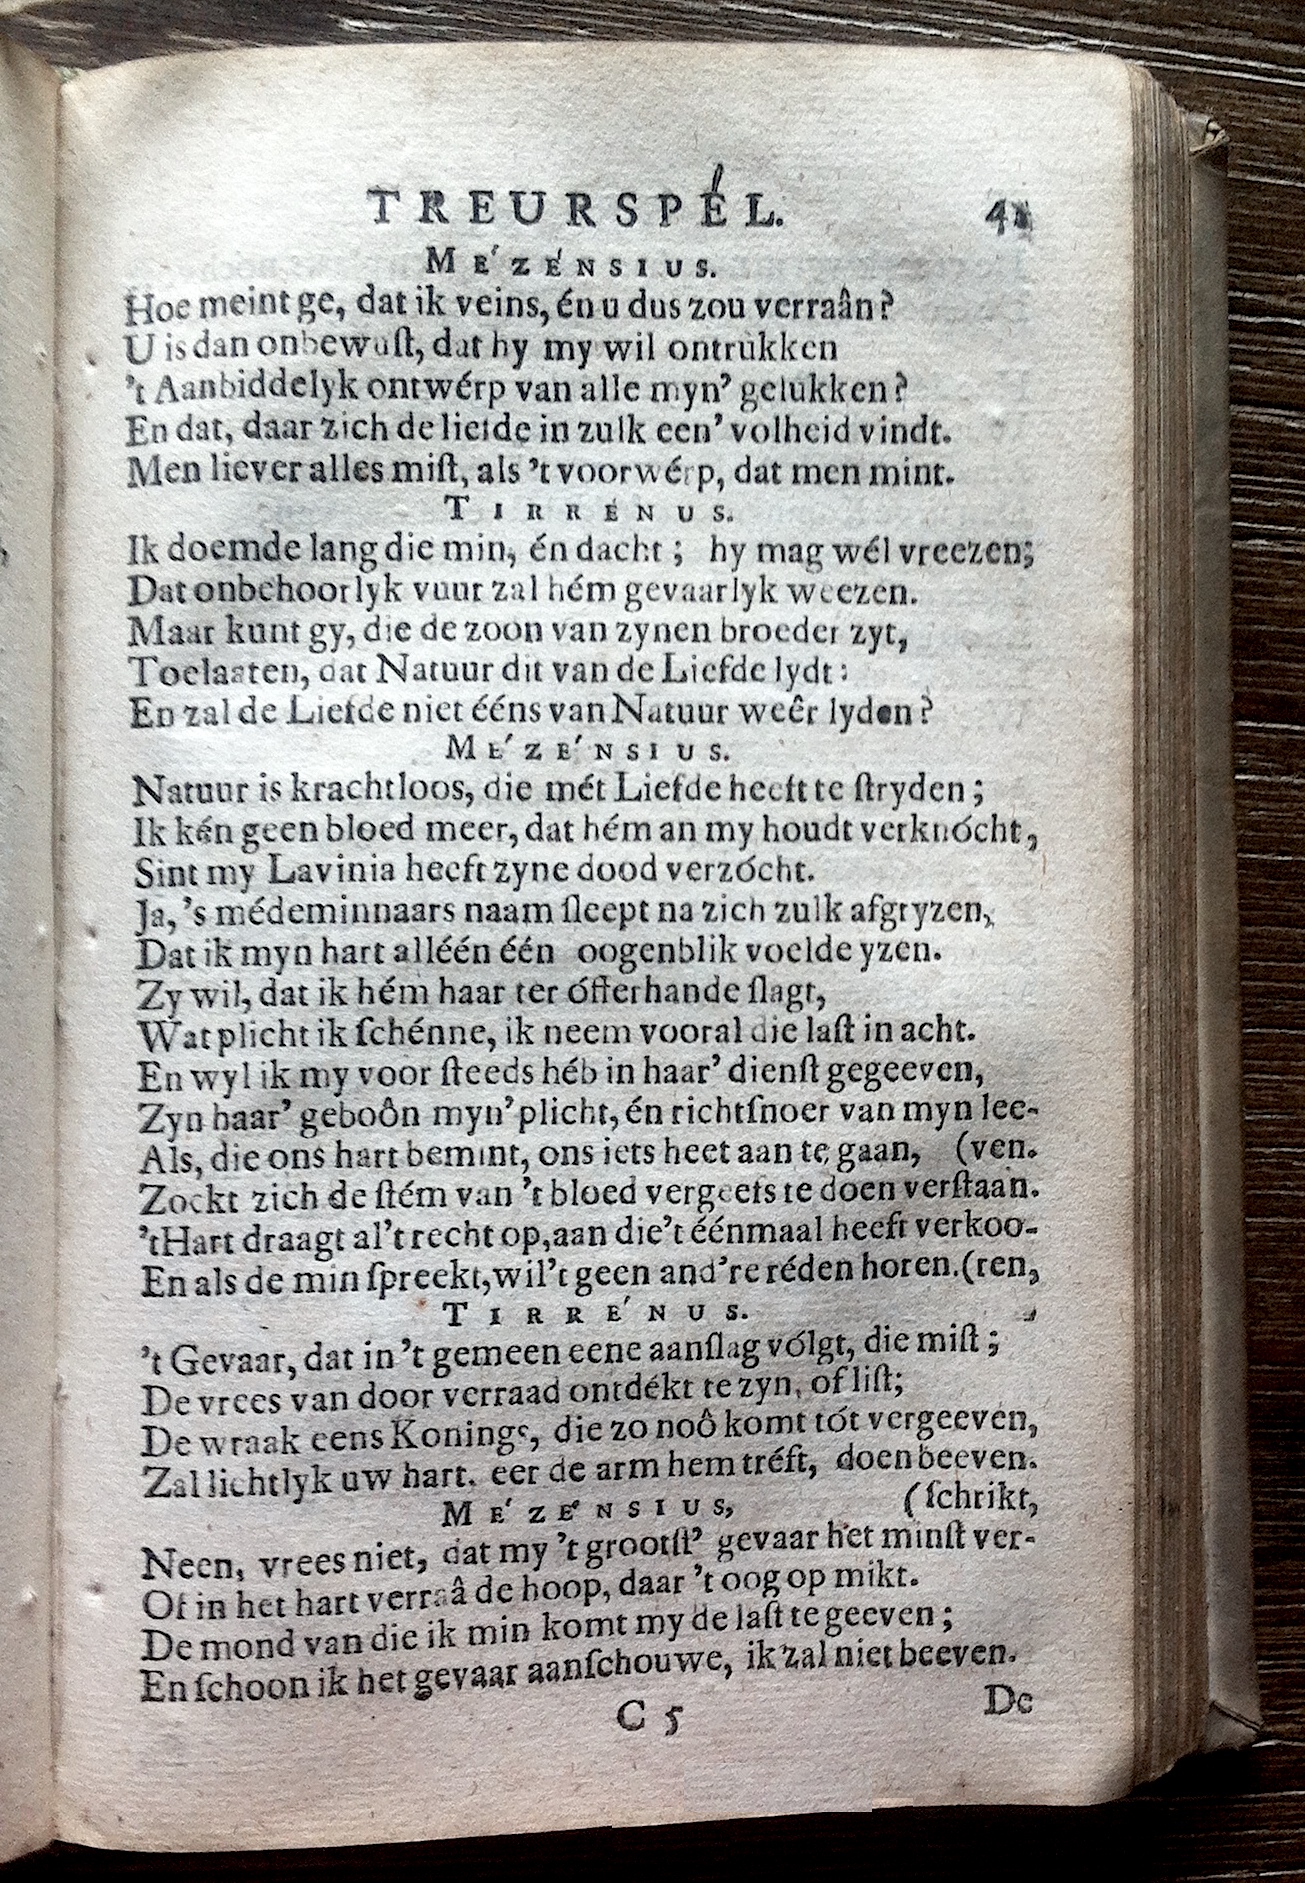 TREURSPÉL. 41
MÉZÉNSIUS.
Hoe meint ge, dat ik veins, én u dus zou verraân?
U is dan onbewuſt, dat hy my wil ontrukken
't Aanbiddelyk ontwérp van alle myn' gelukken?
En dat, daar zich de liefde in zulk een' volheid vindt.
Men liever alles miſt, als 't voorwérp, dat men mint.
TIRRÉNUS.
Ik doemde lang die min, én dacht; hy mag wél vreezen;
Dat onbehoorlyk vuur zal hém gevaarlyk weezen.
Maar kunt gy, die de zoon van zynen broeder zyt,
Toelaaten, dat Natuur dit van de Liefde lydt:
En zal de Liefde niet ééns van Natuur weêr lyden?
MÉZÉNSIUS.
Natuur is krachtloos, die mét Liefde heeft te ſtryden;
Ik kén geen bloed meer, dat hém an my houdt verknócht,
Sint my Lavinia heeft zyne dood verzócht.
Ja, 's médeminnaars naam ſleept na zich zulk afgryzen,
Dat ik myn hart alléén één oogenblik voelde yzen.
Zy wil, dat ik hém haar ter ófferhande ſlagt,
Wat plicht ik ſchénne, ik neem vooral die laſt in acht.
En wyl ik my voor ſteeds héb in haar' dienſt gegeeven,
Zyn haar' geboôn myn' plicht, én richtſnoer van myn lee-
Als, die ons hart bemint, ons iets heet aan te gaan, (ven.
Zoekt zich de ſtém van 't bloed vergeefs te doen verſtaan.
't Hart draagt al 't recht op, aan die 't éénmaal heeft verkoo-
En als de min ſpreekt, wil 't geen and're réden horen. (ren,
TIRRÉNUS.
't Gevaar, dat in 't gemeen eene aanſlag vólgt, die miſt;
De vrees van door verraad ontdékt te zyn, of liſt;
De wraak eens Konings, die zo noô komt tót vergeeven,
Zal lichtlyk uw hart, eer de arm hem tréft, doen beeven.
MÉZÉNSIUS, (ſchrikt,
Neen, vrees niet, dat my 't grootſt' gevaar het minſt ver-
Of in het hart verraâ de hoop, daar 't oog op mikt.
De mond van die ik min komt my de laſt te geeven;
En ſchoon ik het gevaar aanſchouwe, ik zal niet beeven.
C 5 De